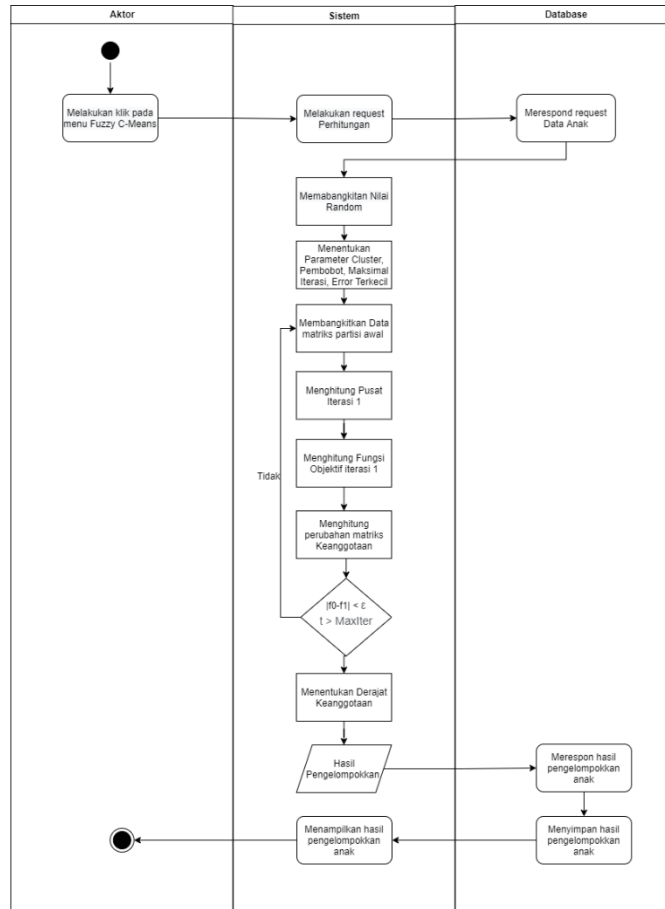 Aktor
Sistem
Database
Melakukan klik pada
menu Fuzzy C-Means
Melakukan request
Perhitungan
Merespond request
Data Anak
Memabangkitan Nilai
Random
Menentukan
Parameter Cluster,
Pembobot, Maksimal
Iterasi, Error Terkecil
Membangkitkan Data
matriks partisi awal
Menghitung Pusat
Iterasi 1
Menghitung Fungsi
Objektif iterasi 1
Tidak
Menghitung
perubahan matriks
Keanggotaan
|f0-f1| < ε
t > MaxIter
Menentukan Derajat
Keanggotaan
Hasil
Pengelompokkan
Merespon hasil
pengelompokkan
anak
Menampilkan hasil
pengelompokkan
anak
Menyimpan hasil
pengelompokkan
anak